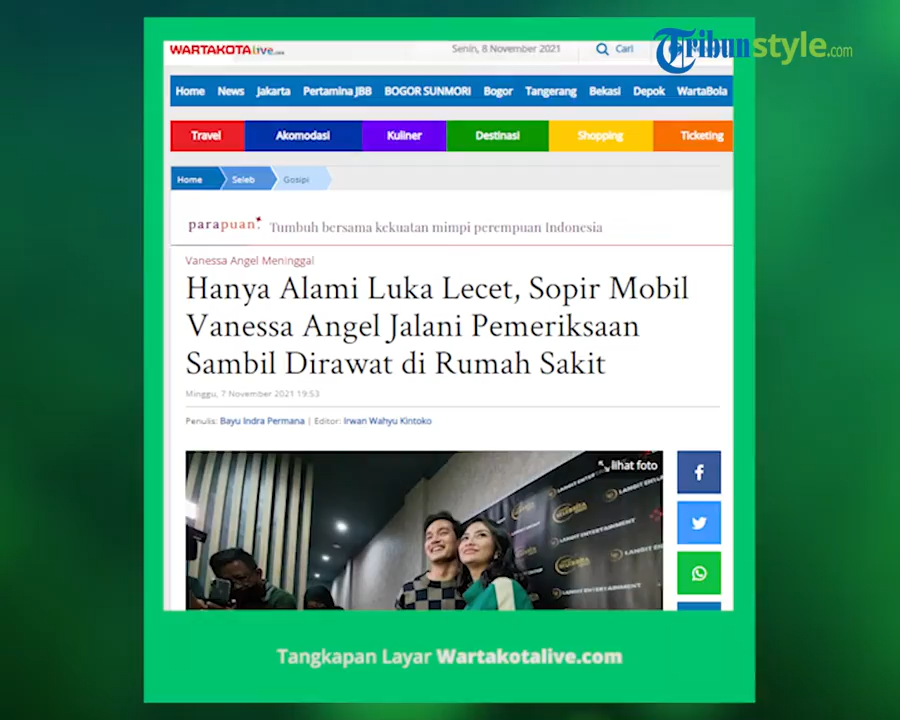 WARTAKOTAlive.com
Senin, 8 November 2021
Cari
Tribunstyle.com
Home News Jakarta Pertamina JBB BOGOR SUNMORI Bogor Tangerang Bekasi Depok WartaBola
Travel Akomodasi Kuliner Destinasi Shopping Ticketing
Home Seleb Gosipi
parapuan. Tumbuh bersama kekuatan mimpi perempuan Indonesia
Vanessa Angel Meninggal
Hanya Alami Luka Lecet, Sopir Mobil
Vanessa Angel Jalani Pemeriksaan
Sambil Dirawat di Rumah Sakit
Minggu, 7 November 2021 19:53
Penulis: Bayu Indra Permana | Editor: Irwan Wahyu Kintoko
lihat foto
LANGIT ENTERTAINMENT
Tangkapan Layar Wartakotalive.com